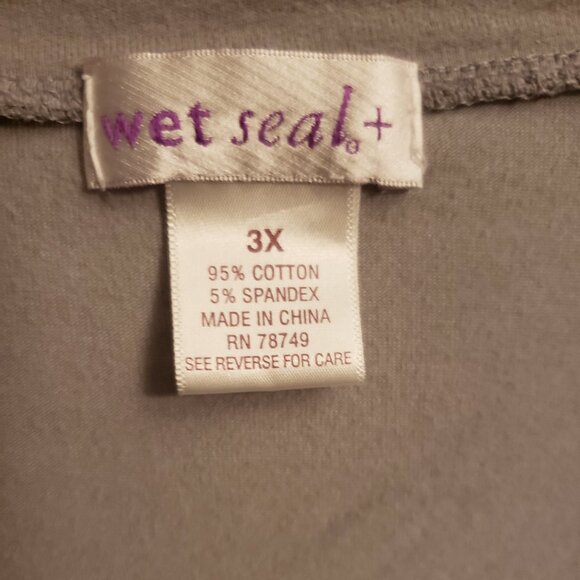 wet seal®+
3X
95% COTTON
5% SPANDEX
MADE IN CHINA
RN 78749
SEE REVERSE FOR CARE